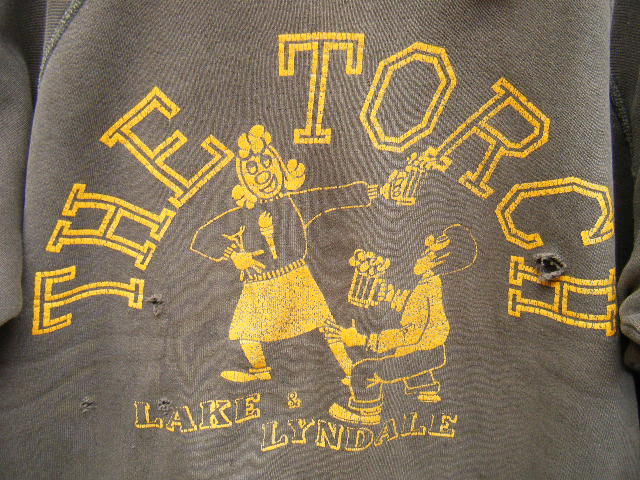 THE TORCH
LAKE &
LYNDALE